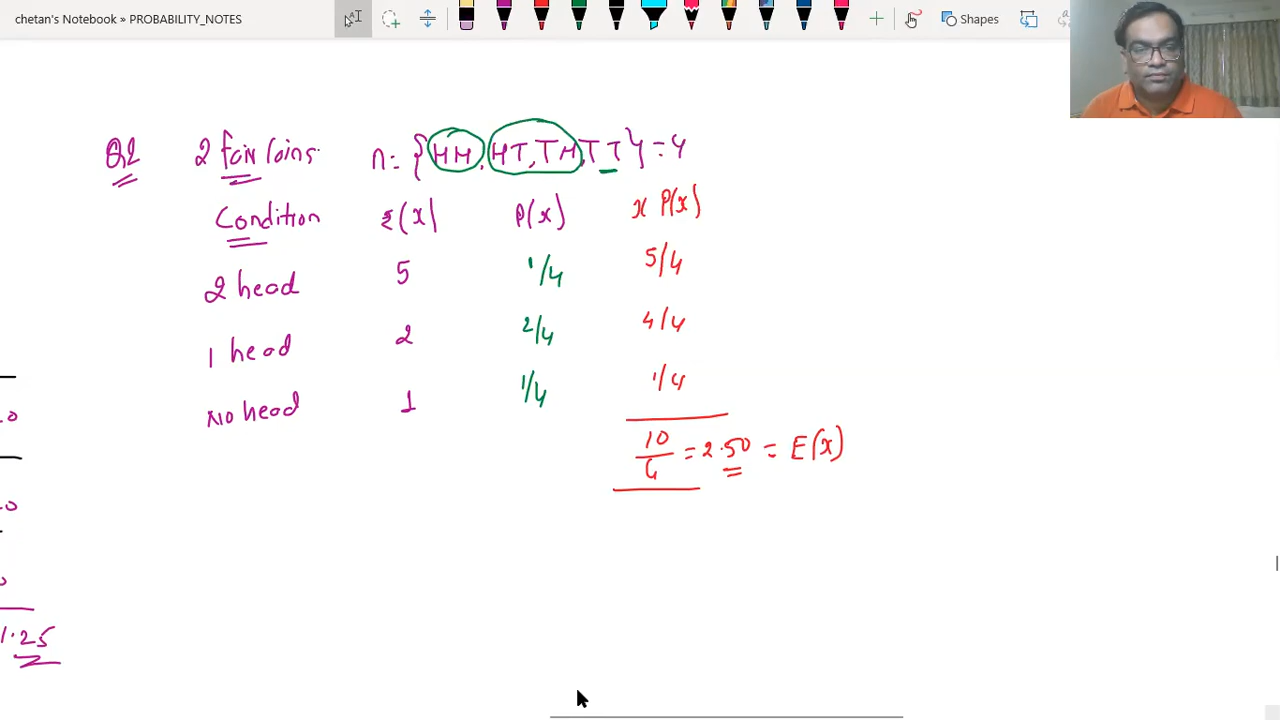 chetan's Notebook » PROBABILITY_NOTES
Shapes
Q.2 2 Fair Coins n = {HH, HT, TH, TT} = 4
Condition ₹(x) P(x) x P(x)
2 head 5 1/4 5/4
1 head 2 2/4 4/4
No head 1 1/4 1/4
10/4 = 2.50 = E(x)
1.25